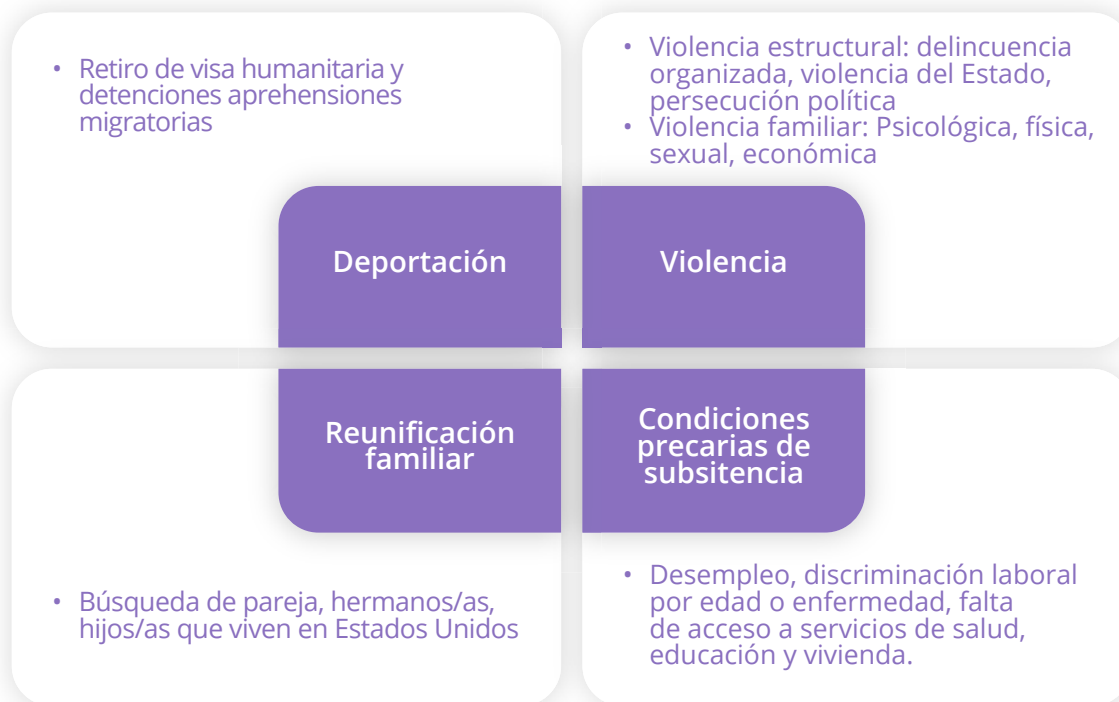 • Retiro de visa humanitaria y
detenciones aprehensiones
migratorias
• Violencia estructural: delincuencia
organizada, violencia del Estado,
persecución política
• Violencia familiar: Psicológica, física,
sexual, económica
Deportación
Violencia
Reunificación
familiar
Condiciones
precarias de
subsitencia
• Búsqueda de pareja, hermanos/as,
hijos/as que viven en Estados Unidos
• Desempleo, discriminación laboral
por edad o enfermedad, falta
de acceso a servicios de salud,
educación y vivienda.